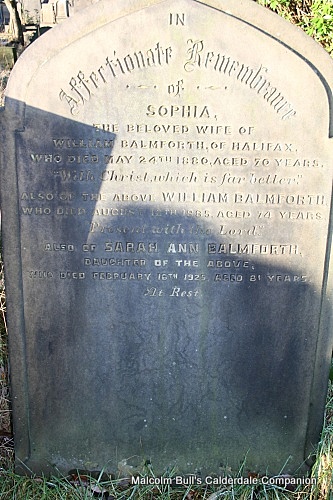 IN
Affectionate Remembrance
of
SOPHIA,
THE BELOVED WIFE OF
WILLIAM BALMFORTH, OF HALIFAX,
WHO DIED MAY 24TH 1880, AGED 70 YEARS.
"With Christ, which is far better."
ALSO OF THE ABOVE WILLIAM BALMFORTH
WHO DIED AUGUST 12TH 1885, AGED 74 YEARS.
"Present with the Lord."
ALSO OF SARAH ANN BALMFORTH,
DAUGHTER OF THE ABOVE,
WHO DIED FEBRUARY 16TH 1925, AGED 81 YEARS.
At Rest.
Malcolm Bull's Calderdale Companion